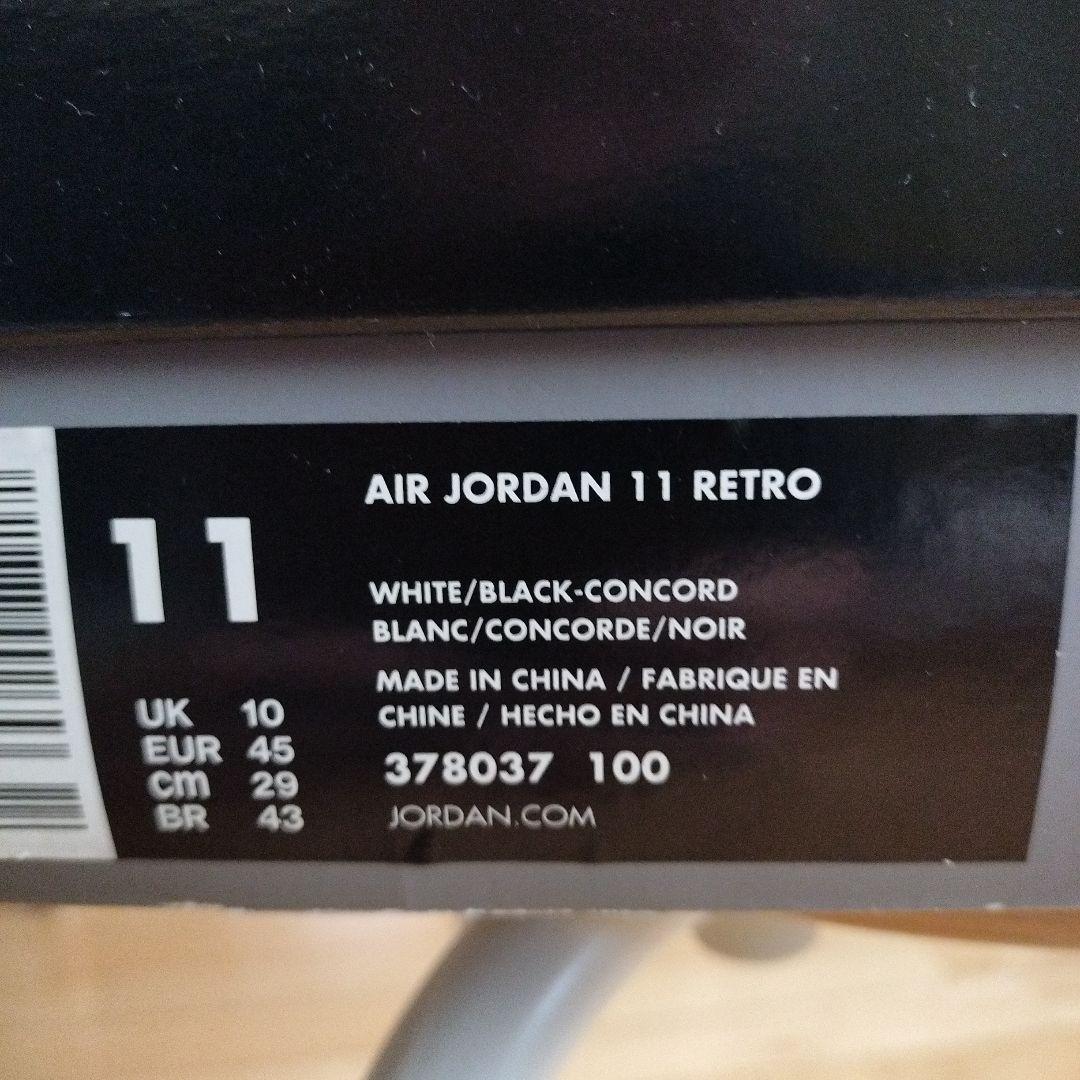 11
AIR JORDAN 11 RETRO
WHITE/BLACK-CONCORD
BLANC/CONCORDE/NOIR
MADE IN CHINA / FABRIQUE EN
CHINE / HECHO EN CHINA
378037 100
JORDAN.COM
UK 10
EUR 45
cm 29
BR 43